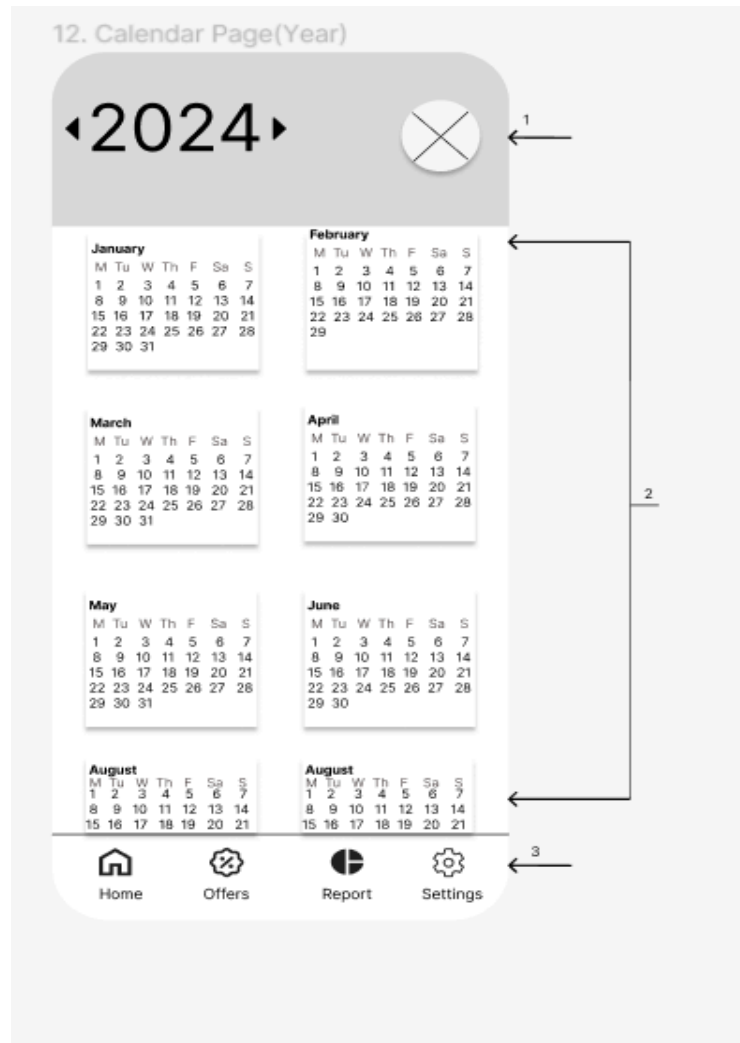 12. Calendar Page(Year)
2024
1
January
M Tu W Th F Sa S
1 2 3 4 5 6 7
8 9 10 11 12 13 14
15 16 17 18 19 20 21
22 23 24 25 26 27 28
29 30 31
February
M Tu W Th F Sa S
1 2 3 4 5 6 7
8 9 10 11 12 13 14
15 16 17 18 19 20 21
22 23 24 25 26 27 28
29
March
M Tu W Th F Sa S
1 2 3 4 5 6 7
8 9 10 11 12 13 14
15 16 17 18 19 20 21
22 23 24 25 26 27 28
29 30 31
April
M Tu W Th F Sa S
1 2 3 4 5 6 7
8 9 10 11 12 13 14
15 16 17 18 19 20 21
22 23 24 25 26 27 28
29 30
2
May
M Tu W Th F Sa S
1 2 3 4 5 6 7
8 9 10 11 12 13 14
15 16 17 18 19 20 21
22 23 24 25 26 27 28
29 30 31
June
M Tu W Th F Sa S
1 2 3 4 5 6 7
8 9 10 11 12 13 14
15 16 17 18 19 20 21
22 23 24 25 26 27 28
29 30
August
M Tu W Th F Sa S
1 2 3 4 5 6 7
8 9 10 11 12 13 14
15 16 17 18 19 20 21
August
M Tu W Th F Sa S
1 2 3 4 5 6 7
8 9 10 11 12 13 14
15 16 17 18 19 20 21
3
Home Offers Report Settings